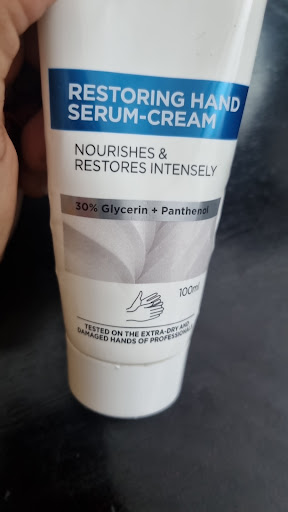 RESTORING HAND
SERUM-CREAM
NOURISHES &
RESTORES INTENSELY
30% Glycerin + Panthenol
100ml
TESTED ON THE EXTRA-DRY AND
DAMAGED HANDS OF PROFESSIONALS